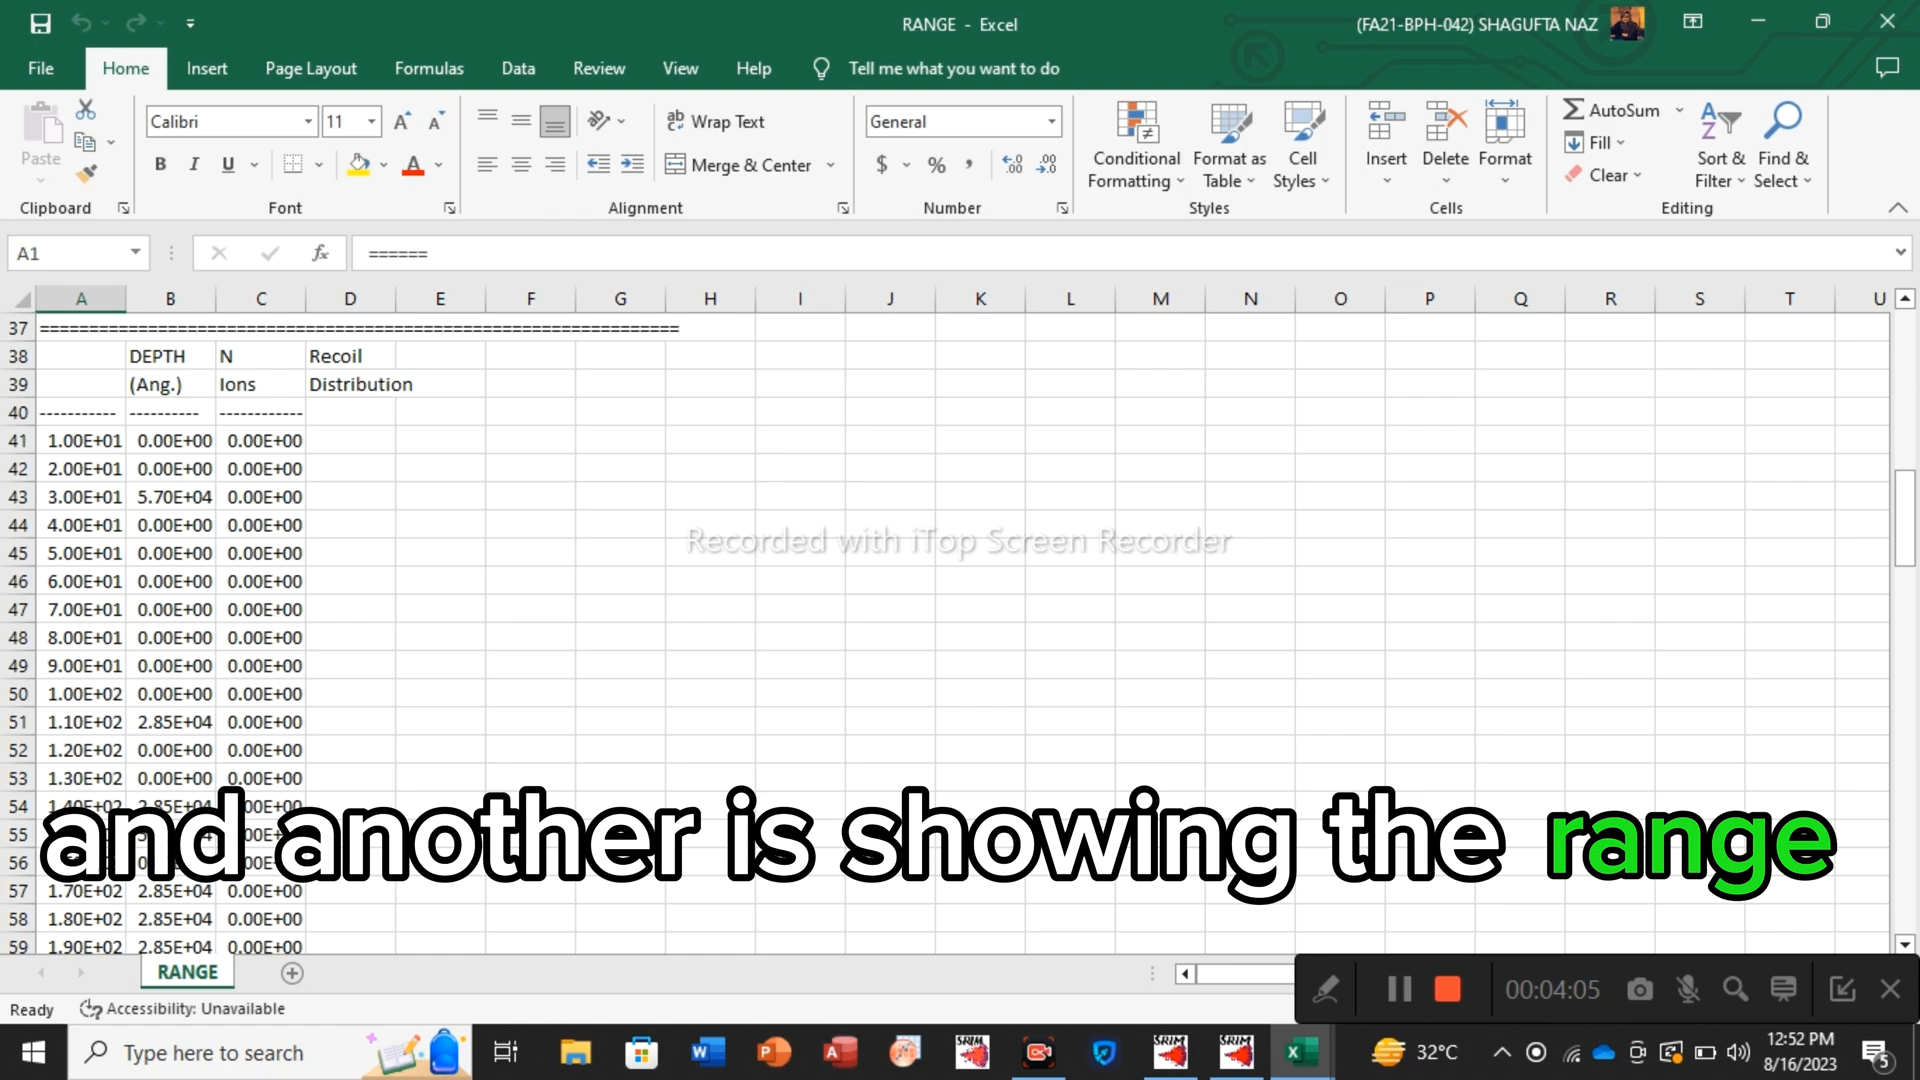 RANGE - Excel
(FA21-BPH-042) SHAGUFTA NAZ
File Home Insert Page Layout Formulas Data Review View Help Tell me what you want to do
Paste
Calibri 11
Wrap Text
General
Merge & Center
B I U
$ % ,
Conditional Formatting
Format as Table
Cell Styles
Insert Delete Format
AutoSum
Fill
Clear
Sort & Filter
Find & Select
Clipboard Font Alignment Number Styles Cells Editing
A1 fx ======
A B C D E F G H I J K L M N O P Q R S T U
37 ================================================================
38 DEPTH N Recoil
39 (Ang.) Ions Distribution
40 ----------- ---------- ------------
41 1.00E+01 0.00E+00 0.00E+00
42 2.00E+01 0.00E+00 0.00E+00
43 3.00E+01 5.70E+04 0.00E+00
44 4.00E+01 0.00E+00 0.00E+00
45 5.00E+01 0.00E+00 0.00E+00
46 6.00E+01 0.00E+00 0.00E+00
47 7.00E+01 0.00E+00 0.00E+00
48 8.00E+01 0.00E+00 0.00E+00
49 9.00E+01 0.00E+00 0.00E+00
50 1.00E+02 0.00E+00 0.00E+00
51 1.10E+02 2.85E+04 0.00E+00
52 1.20E+02 0.00E+00 0.00E+00
53 1.30E+02 0.00E+00 0.00E+00
54 1.40E+02 2.85E+04
55
56
57 1.70E+02 2.85E+04 0.00E+00
58 1.80E+02 2.85E+04 0.00E+00
59 1.90E+02 2.85E+04 0.00E+00
Recorded with iTop Screen Recorder
and another is showing the range
RANGE
Ready Accessibility: Unavailable
00:04:05
Type here to search
32°C
12:52 PM
8/16/2023
5